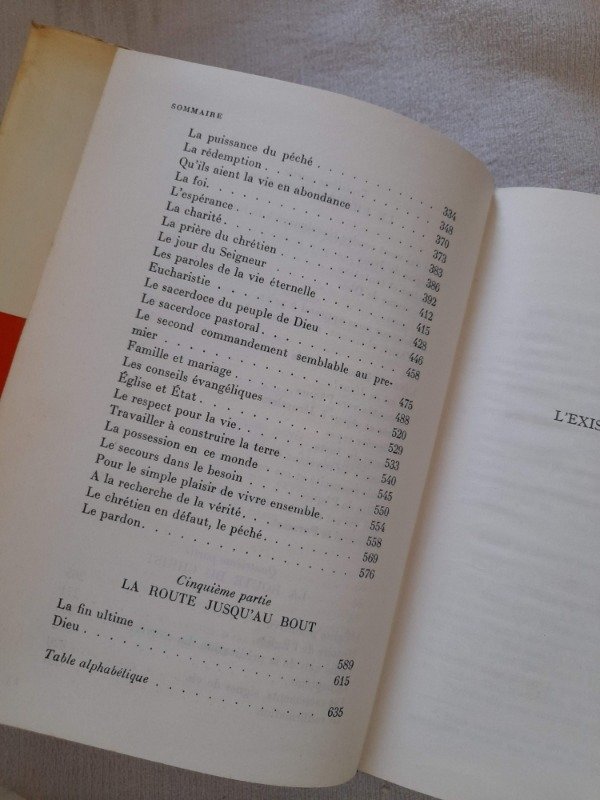 SOMMAIRE
La puissance du péché . . . . . . . 334
La rédemption . . . . . . . 348
Qu'ils aient la vie en abondance . . . . . . . 370
La foi. . . . . . . 373
L'espérance . . . . . . . 383
La charité . . . . . . . 386
La prière du chrétien . . . . . . . 392
Le jour du Seigneur . . . . . . . 412
Les paroles de la vie éternelle . . . . . . . 415
Eucharistie . . . . . . . 428
Le sacerdoce du peuple de Dieu . . . . . . . 446
Le sacerdoce pastoral . . . . . . . 458
Le second commandement semblable au pre-
mier . . . . . . . 475
Famille et mariage . . . . . . . 488
Les conseils évangéliques . . . . . . . 520
Église et État . . . . . . . 529
Le respect pour la vie . . . . . . . 533
Travailler à construire la terre . . . . . . . 540
La possession en ce monde . . . . . . . 545
Le secours dans le besoin . . . . . . . 550
Pour le simple plaisir de vivre ensemble . . . . . . . 554
A la recherche de la vérité . . . . . . . 558
Le chrétien en défaut, le péché . . . . . . . 569
Le pardon . . . . . . . 576
Cinquième partie
LA ROUTE JUSQU'AU BOUT
La fin ultime . . . . . . . 589
Dieu . . . . . . . 615
Table alphabétique . . . . . . . 635
L'EXIS